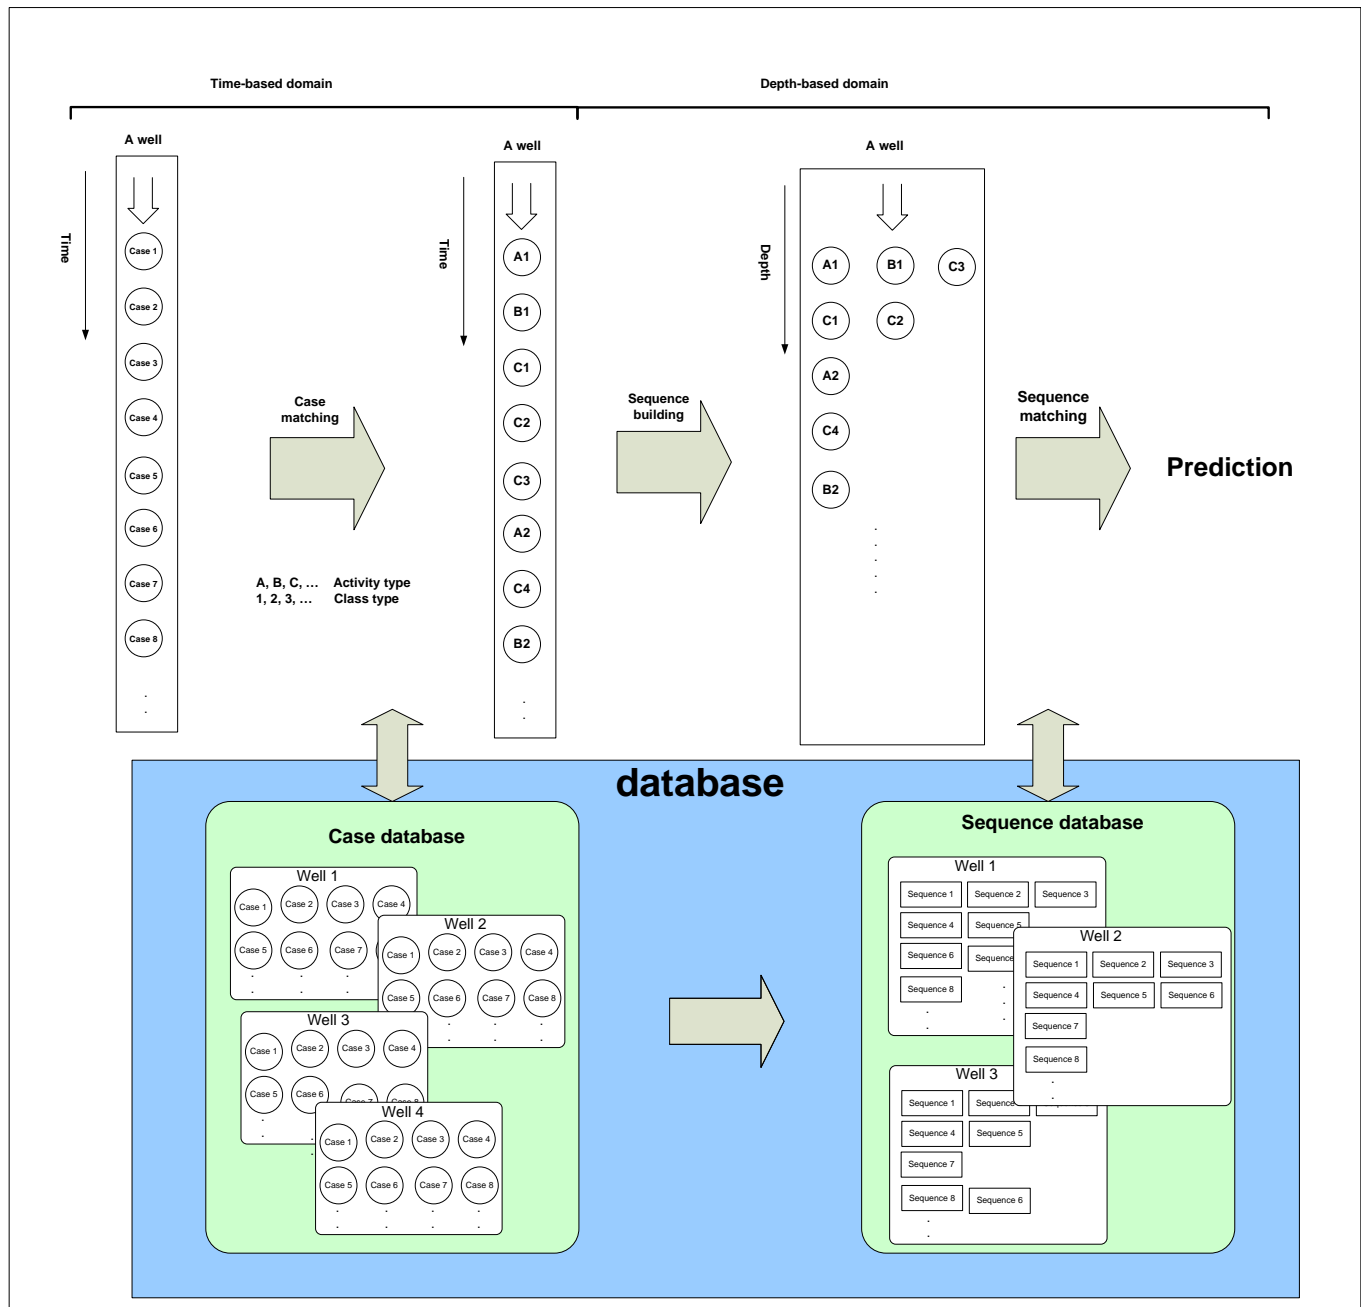 Time-based domain
Depth-based domain
A well
A well
A well
Time
Time
Depth
Case 1
Case 2
Case 3
Case 4
Case 5
Case 6
Case 7
Case 8
.
.
Case
matching
A, B, C, … Activity type
1, 2, 3, … Class type
A1
B1
C1
C2
C3
A2
C4
B2
.
.
Sequence
building
A1 B1 C3
C1 C2
A2
C4
B2
.
.
.
.
.
Sequence
matching
Prediction
database
Case database
Well 1
Case 1 Case 2 Case 3 Case 4
Case 5 Case 6 Case 7
. . .
. . .
Well 2
Case 1 Case 2 Case 3 Case 4
Case 5 Case 6 Case 7 Case 8
. . . .
. . . .
Well 3
Case 1 Case 2 Case 3 Case 4
Case 5 Case 6 Case 7 Case 8
. .
. .
Well 4
Case 1 Case 2 Case 3 Case 4
Case 5 Case 6 Case 7 Case 8
. . . .
. . . .
Sequence database
Well 1
Sequence 1 Sequence 2 Sequence 3
Sequence 4 Sequence 5
Sequence 6 Sequence
Sequence 8
. .
. .
.
Well 2
Sequence 1 Sequence 2 Sequence 3
Sequence 4 Sequence 5 Sequence 6
Sequence 7
Sequence 8
.
.
Well 3
Sequence 1 Sequence
Sequence 4 Sequence 5
Sequence 7
Sequence 8 Sequence 6
.
.